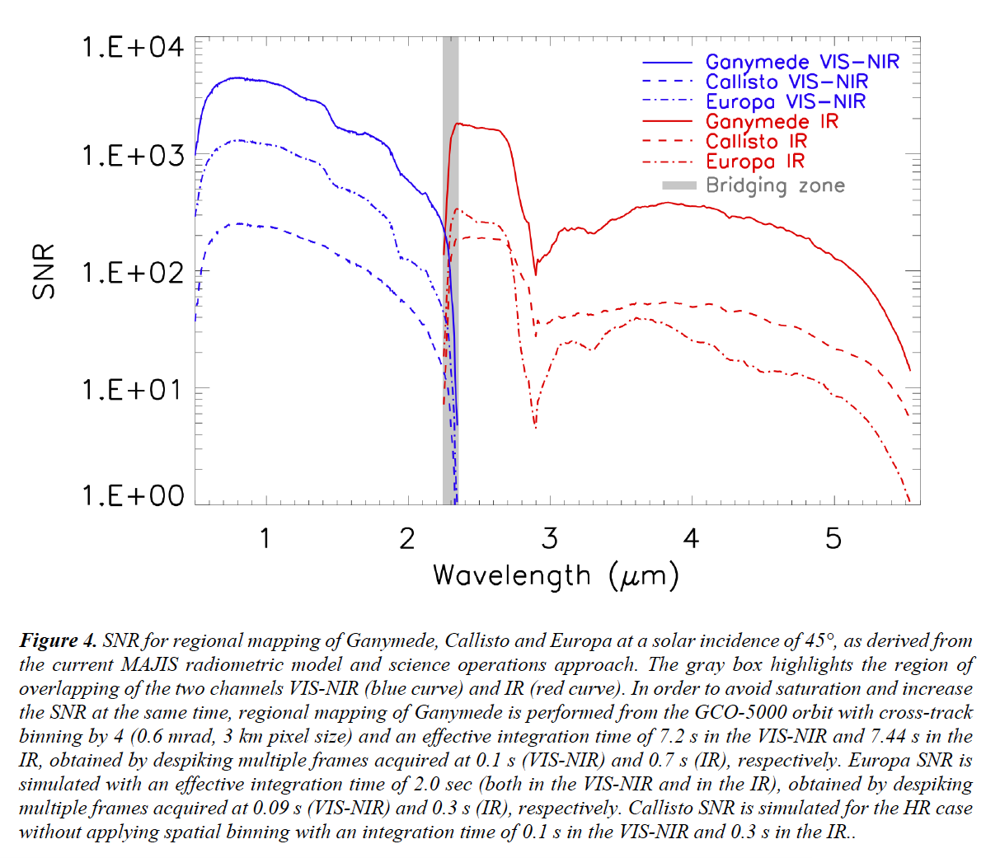 1.E+04
1.E+03
1.E+02
1.E+01
1.E+00
SNR
Ganymede VIS-NIR
Callisto VIS-NIR
Europa VIS-NIR
Ganymede IR
Callisto IR
Europa IR
Bridging zone
1 2 3 4 5
Wavelength (μm)
Figure 4. SNR for regional mapping of Ganymede, Callisto and Europa at a solar incidence of 45°, as derived from
the current MAJIS radiometric model and science operations approach. The gray box highlights the region of
overlapping of the two channels VIS-NIR (blue curve) and IR (red curve). In order to avoid saturation and increase
the SNR at the same time, regional mapping of Ganymede is performed from the GCO-5000 orbit with cross-track
binning by 4 (0.6 mrad, 3 km pixel size) and an effective integration time of 7.2 s in the VIS-NIR and 7.44 s in the
IR, obtained by despiking multiple frames acquired at 0.1 s (VIS-NIR) and 0.7 s (IR), respectively. Europa SNR is
simulated with an effective integration time of 2.0 sec (both in the VIS-NIR and in the IR), obtained by despiking
multiple frames acquired at 0.09 s (VIS-NIR) and 0.3 s (IR), respectively. Callisto SNR is simulated for the HR case
without applying spatial binning with an integration time of 0.1 s in the VIS-NIR and 0.3 s in the IR..